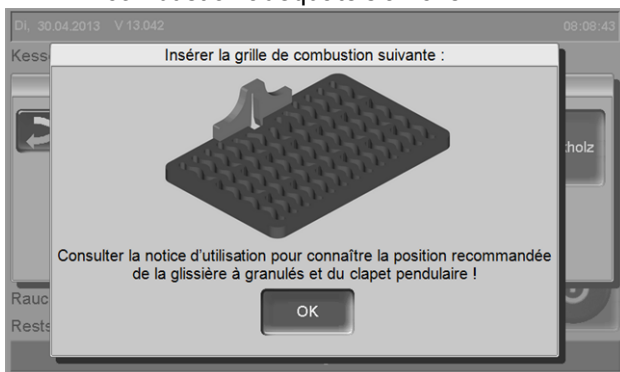 Di, 30.04.2013 V 13.042 08:08:43
Kess
Insérer la grille de combustion suivante :
holz
Consulter la notice d'utilisation pour connaître la position recommandée
de la glissière à granulés et du clapet pendulaire !
Rauc
OK
Rests